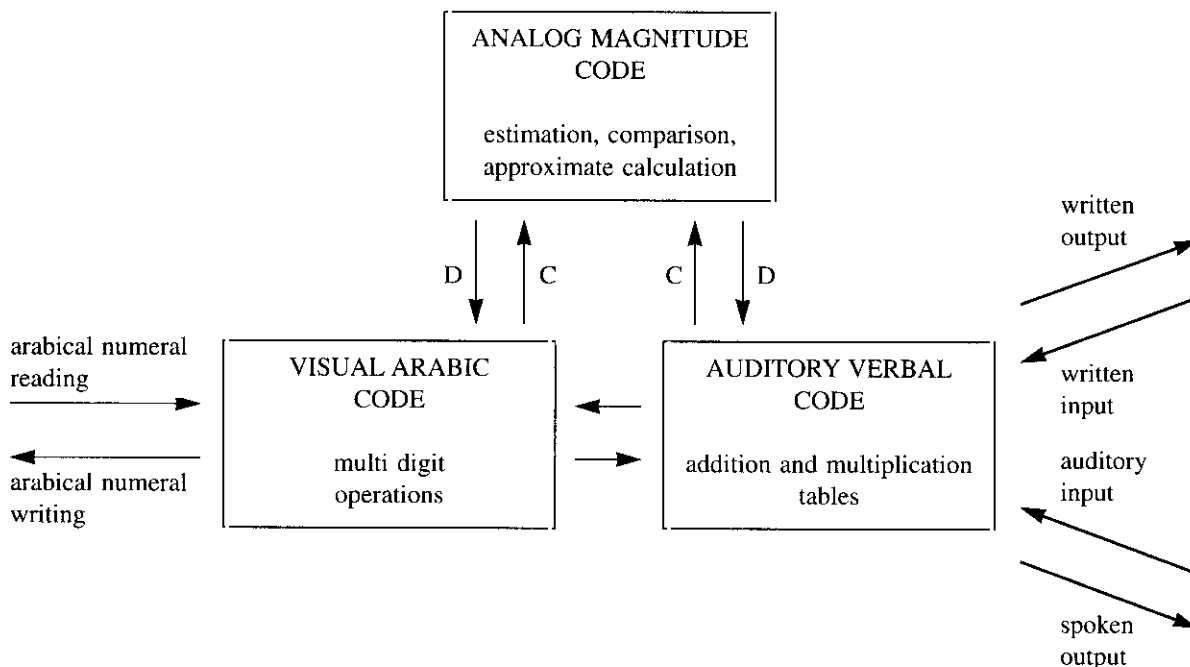 ANALOG MAGNITUDE
CODE
estimation, comparison,
approximate calculation
written
output
D
C
C
D
arabical numeral
reading
VISUAL ARABIC
CODE
AUDITORY VERBAL
CODE
written
input
arabical numeral
writing
multi digit
operations
addition and multiplication
tables
auditory
input
spoken
output